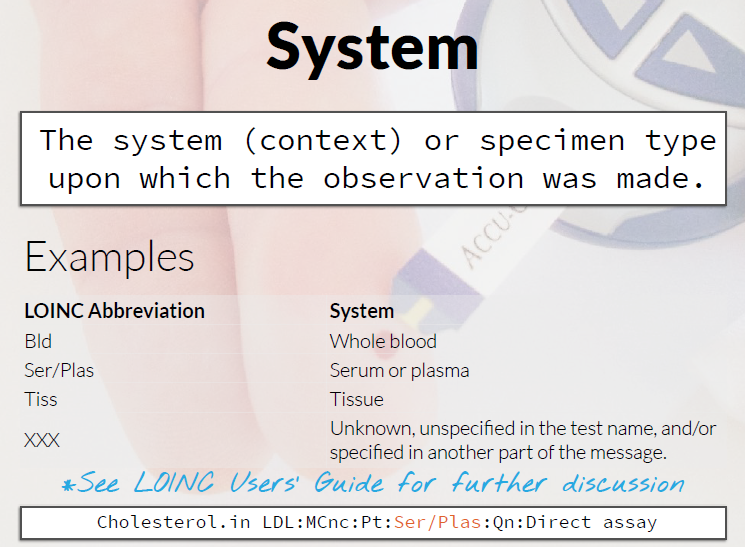 System
The system (context) or specimen type
upon which the observation was made.
ACCU-C
Examples
LOINC Abbreviation System
Bld Whole blood
Ser/Plas Serum or plasma
Tiss Tissue
XXX Unknown, unspecified in the test name, and/or
specified in another part of the message.
*See LOINC Users' Guide for further discussion
Cholesterol.in LDL:MCnc:Pt:Ser/Plas:Qn:Direct assay